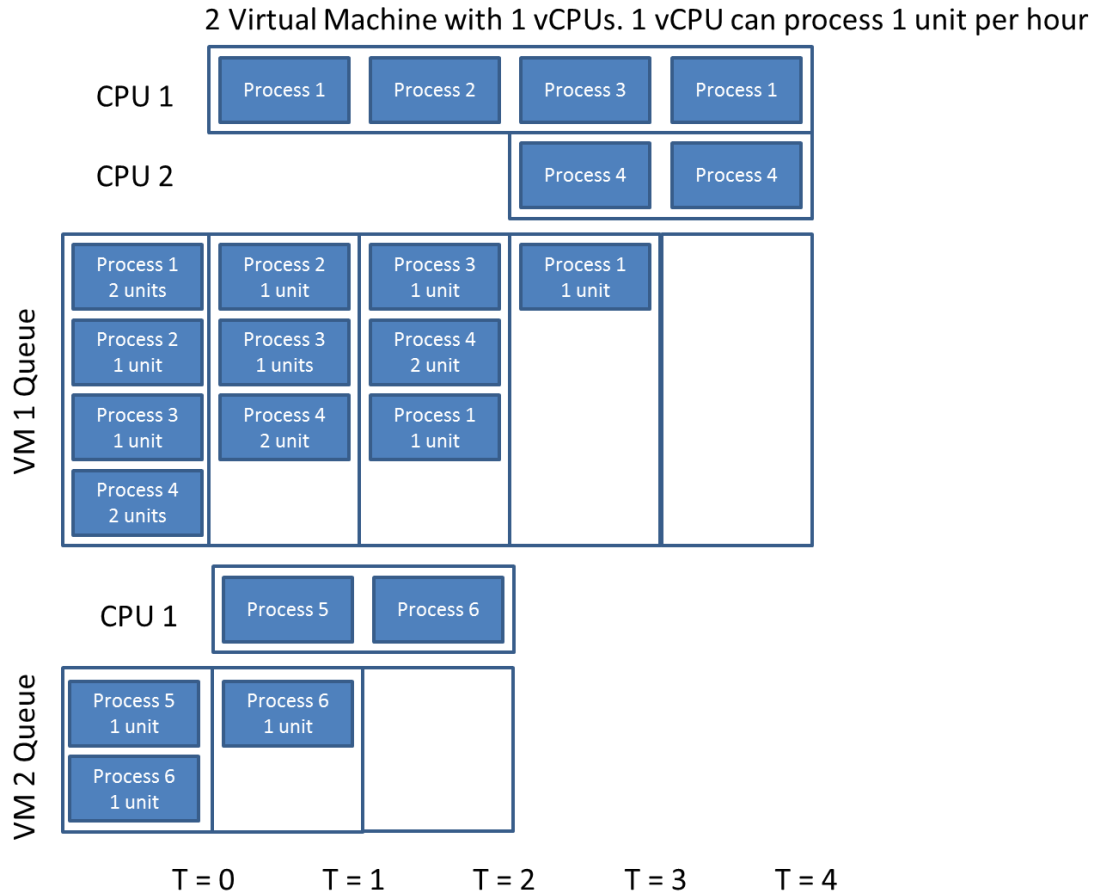 2 Virtual Machine with 1 vCPUs. 1 vCPU can process 1 unit per hour
CPU 1
Process 1
Process 2
Process 3
Process 1
CPU 2
Process 4
Process 4
VM 1 Queue
Process 1
2 units
Process 2
1 unit
Process 3
1 unit
Process 1
1 unit
Process 2
1 unit
Process 3
1 units
Process 4
2 unit
Process 3
1 unit
Process 4
2 unit
Process 1
1 unit
Process 4
2 units
CPU 1
Process 5
Process 6
VM 2 Queue
Process 5
1 unit
Process 6
1 unit
Process 6
1 unit
T = 0
T = 1
T = 2
T = 3
T = 4